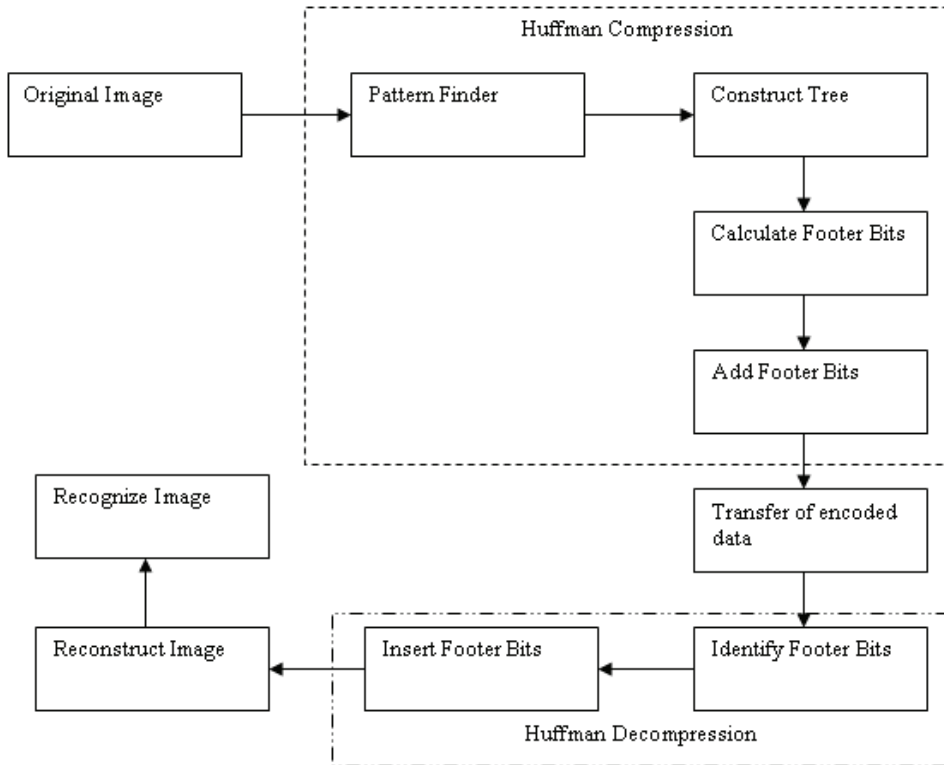 Huffman Compression
Original Image
Pattern Finder
Construct Tree
Calculate Footer Bits
Add Footer Bits
Recognize Image
Transfer of encoded
data
Reconstruct Image
Insert Footer Bits
Identify Footer Bits
Huffman Decompression